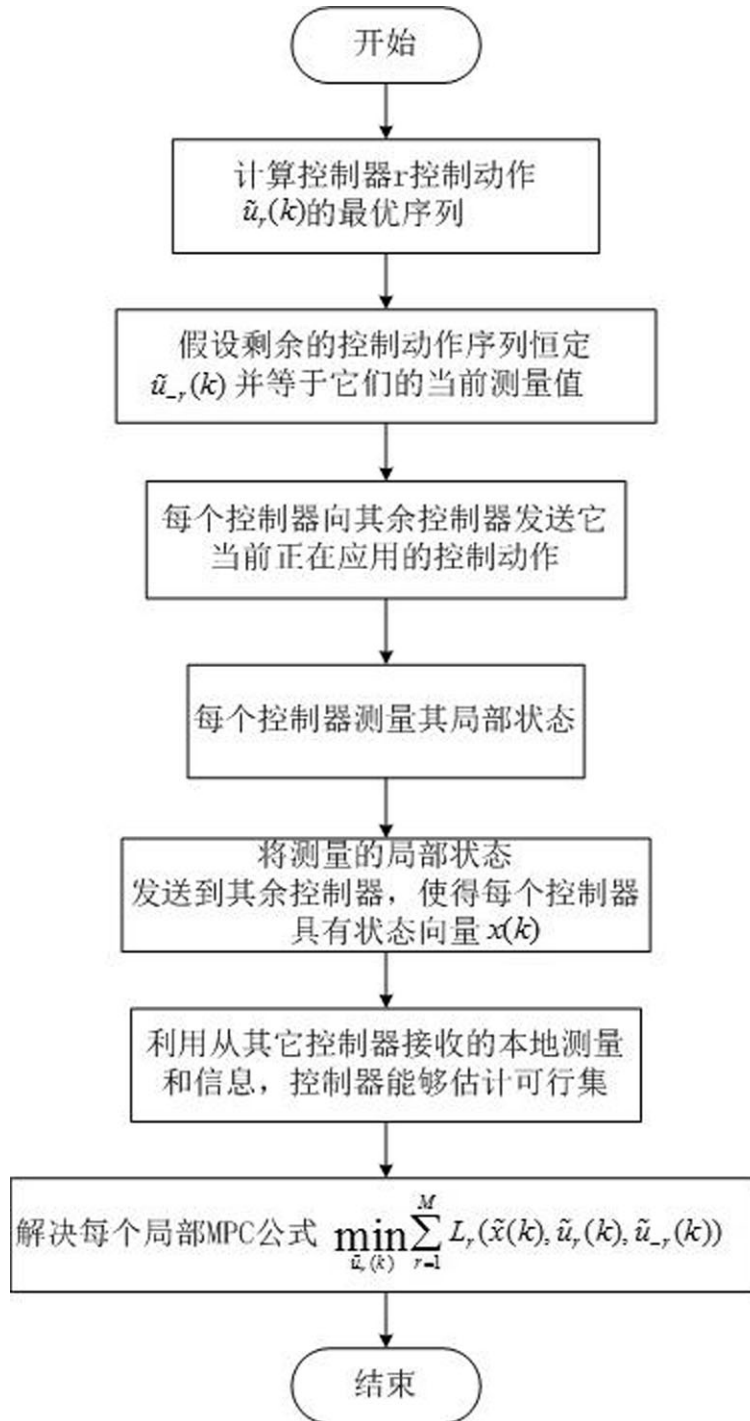 开始
计算控制器r控制动作
ũ_r(k)的最优序列
假设剩余的控制动作序列恒定
ũ_{-r}(k)并等于它们的当前测量值
每个控制器向其余控制器发送它
当前正在应用的控制动作
每个控制器测量其局部状态
将测量的局部状态
发送到其余控制器，使得每个控制器
具有状态向量 x(k)
利用从其它控制器接收的本地测量
和信息，控制器能够估计可行集
解决每个局部MPC公式 min_{ũ_r(k)} ∑_{r=1}^{M} L_r(x̃(k), ũ_r(k), ũ_{-r}(k))
结束